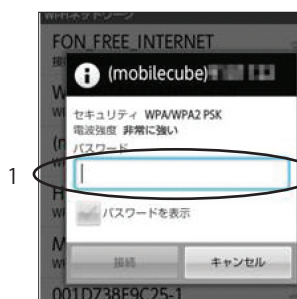 Wi-Fiネットワーク
FON_FREE_INTERNET
(mobilecube)
セキュリティ WPA/WPA2 PSK
電波強度 非常に強い
パスワード
1
パスワードを表示
接続
キャンセル
001D738F9C25-1